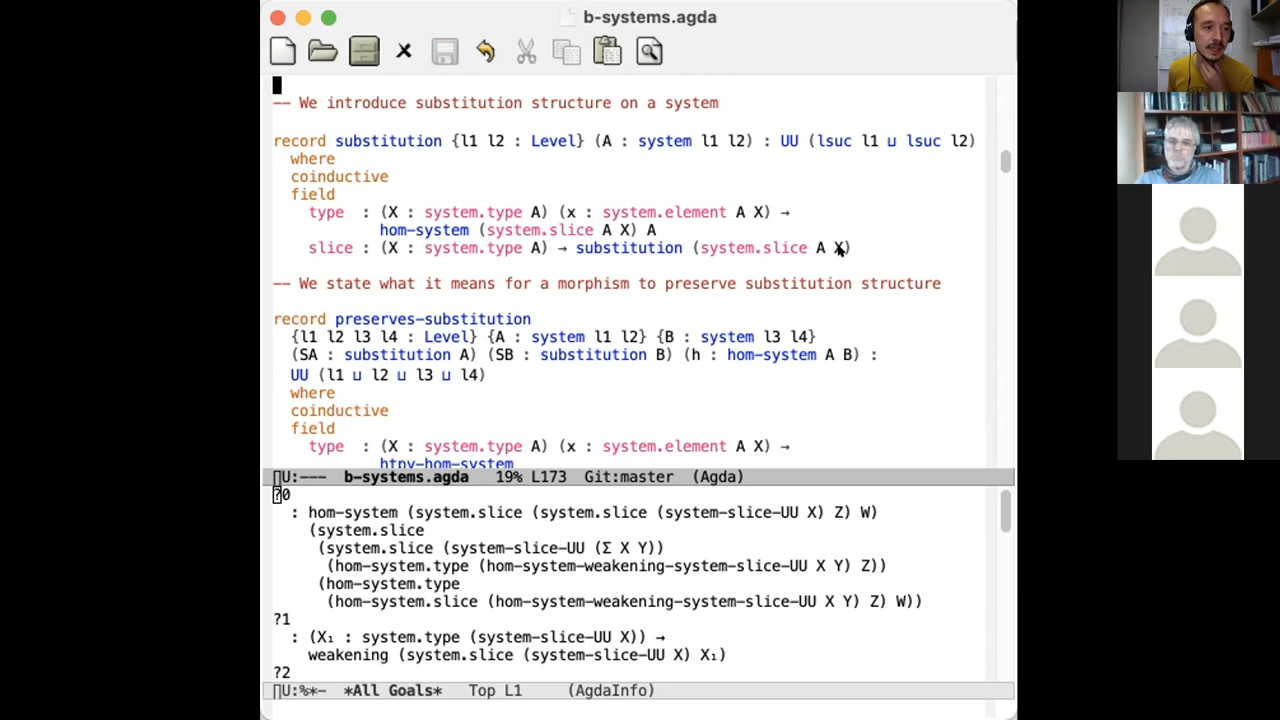 b-systems.agda
-- We introduce substitution structure on a system
record substitution {l1 l2 : Level} (A : system l1 l2) : UU (lsuc l1 ⊔ lsuc l2)
where
coinductive
field
type : (X : system.type A) (x : system.element A X) →
hom-system (system.slice A X) A
slice : (X : system.type A) → substitution (system.slice A X)
-- We state what it means for a morphism to preserve substitution structure
record preserves-substitution
{l1 l2 l3 l4 : Level} {A : system l1 l2} {B : system l3 l4}
(SA : substitution A) (SB : substitution B) (h : hom-system A B) :
UU (l1 ⊔ l2 ⊔ l3 ⊔ l4)
where
coinductive
field
type : (X : system.type A) (x : system.element A X) →
htpy-hom-system
U:--- b-systems.agda 19% L173 Git:master (Agda)
?0
: hom-system (system.slice (system.slice (system-slice-UU X) Z) W)
(system.slice
(system.slice (system-slice-UU (Σ X Y))
(hom-system.type (hom-system-weakening-system-slice-UU X Y) Z))
(hom-system.type
(hom-system.slice (hom-system-weakening-system-slice-UU X Y) Z) W))
?1
: (X₁ : system.type (system-slice-UU X)) →
weakening (system.slice (system-slice-UU X) X₁)
?2
U:%*- *All Goals* Top L1 (AgdaInfo)